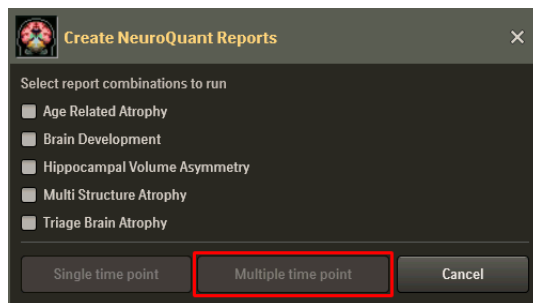 Create NeuroQuant Reports
Select report combinations to run
Age Related Atrophy
Brain Development
Hippocampal Volume Asymmetry
Multi Structure Atrophy
Triage Brain Atrophy
Single time point Multiple time point Cancel